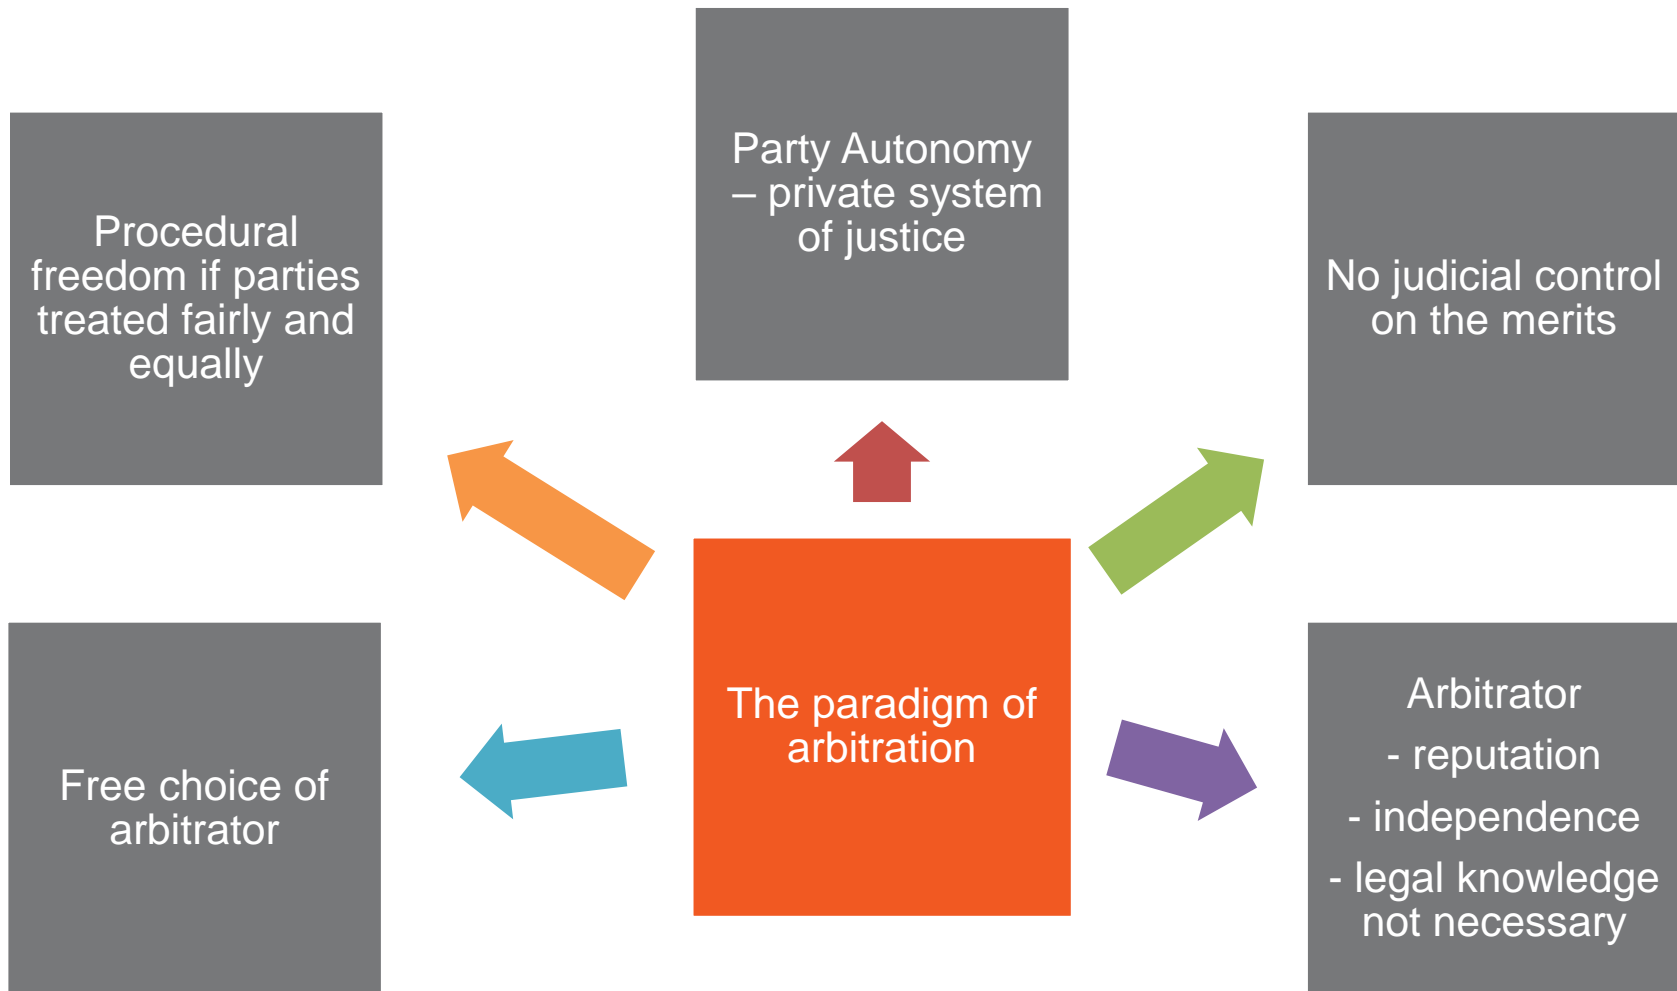 Party Autonomy
– private system
of justice
Procedural
freedom if parties
treated fairly and
equally
No judicial control
on the merits
The paradigm of
arbitration
Free choice of
arbitrator
Arbitrator
- reputation
- independence
- legal knowledge
not necessary